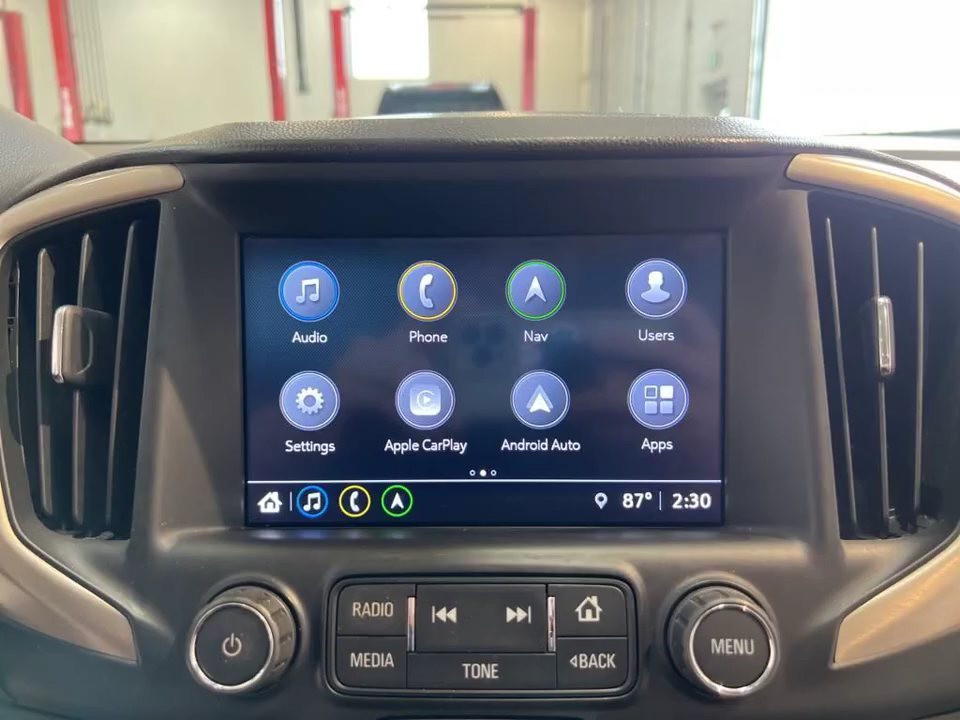 Audio Phone Nav Users
Settings Apple CarPlay Android Auto Apps
87° 2:30
RADIO
MEDIA TONE BACK
MENU